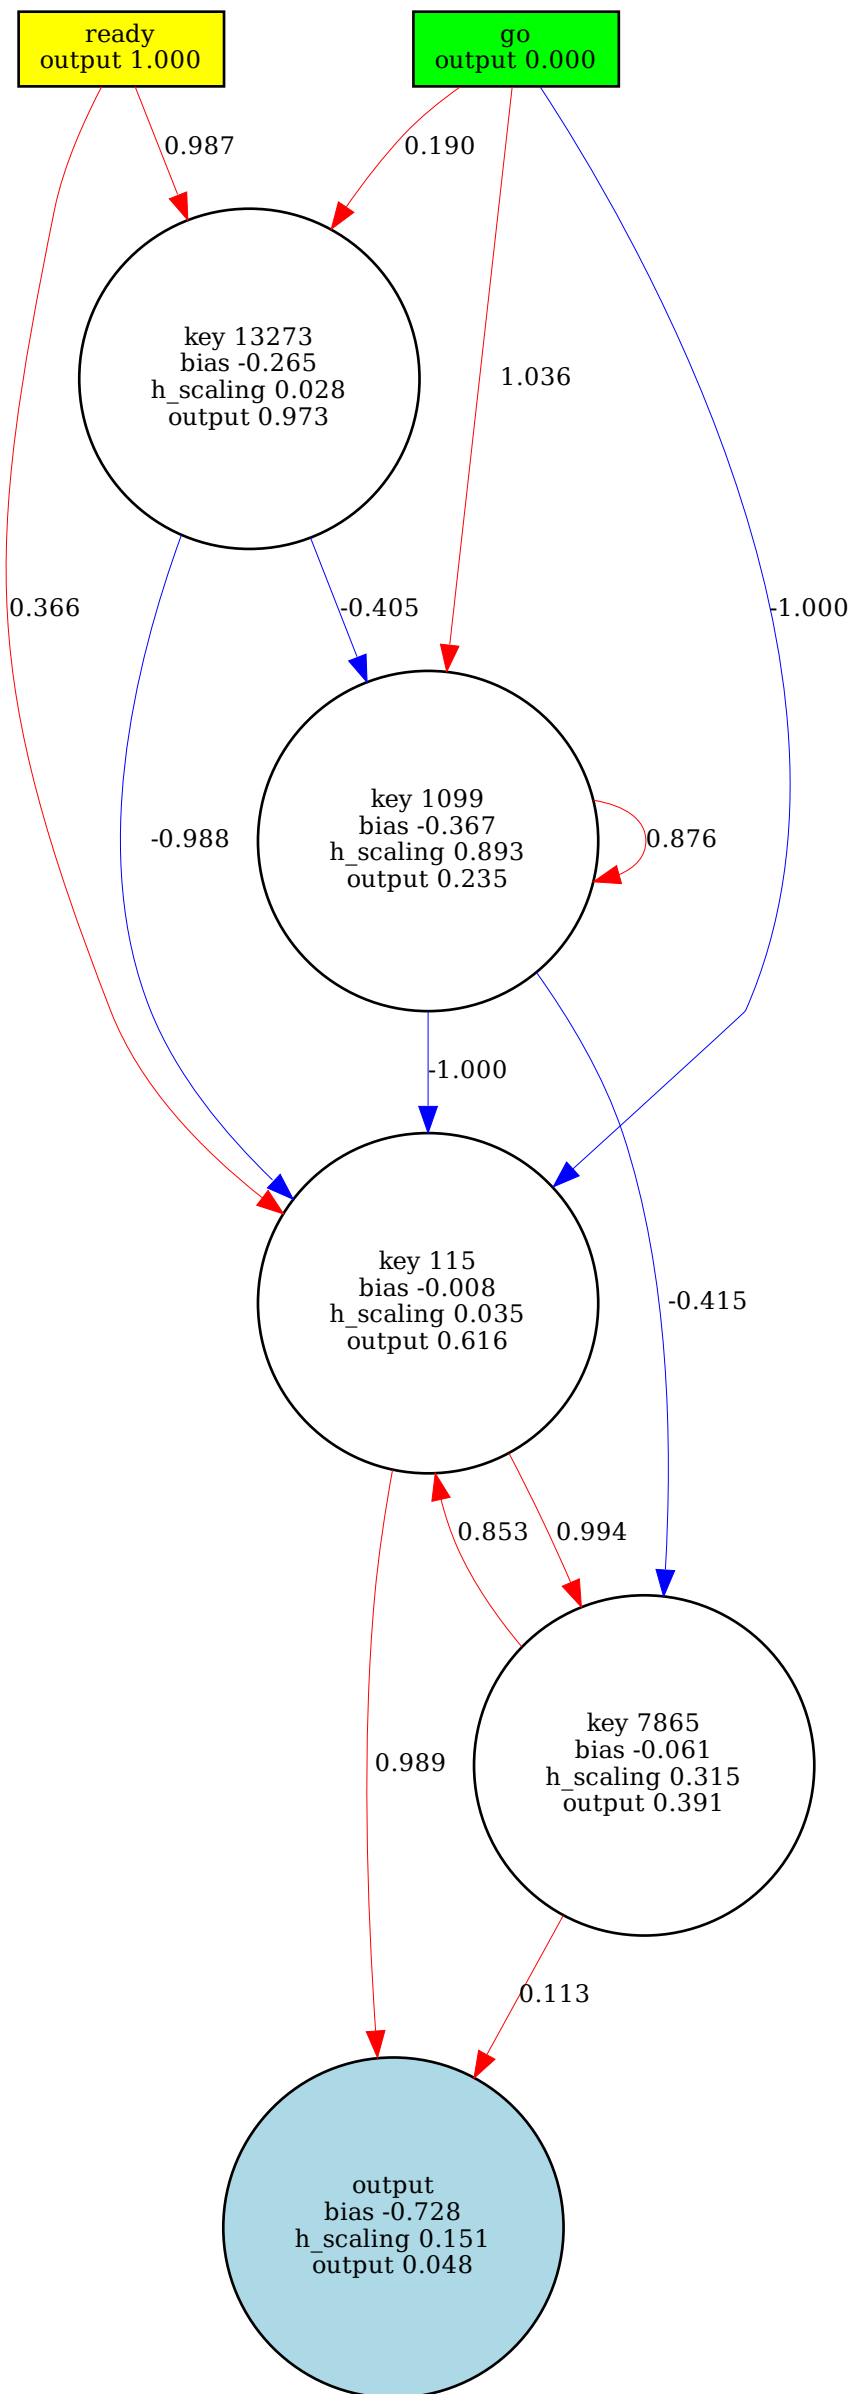 ready
output 1.000
go
output 0.000
0.987
0.190
key 13273
bias -0.265
h_scaling 0.028
output 0.973
1.036
0.366
-0.405
-1.000
key 1099
bias -0.367
h_scaling 0.893
output 0.235
-0.988
0.876
-1.000
key 115
bias -0.008
h_scaling 0.035
output 0.616
-0.415
0.853
0.994
key 7865
bias -0.061
h_scaling 0.315
output 0.391
0.989
0.113
output
bias -0.728
h_scaling 0.151
output 0.048